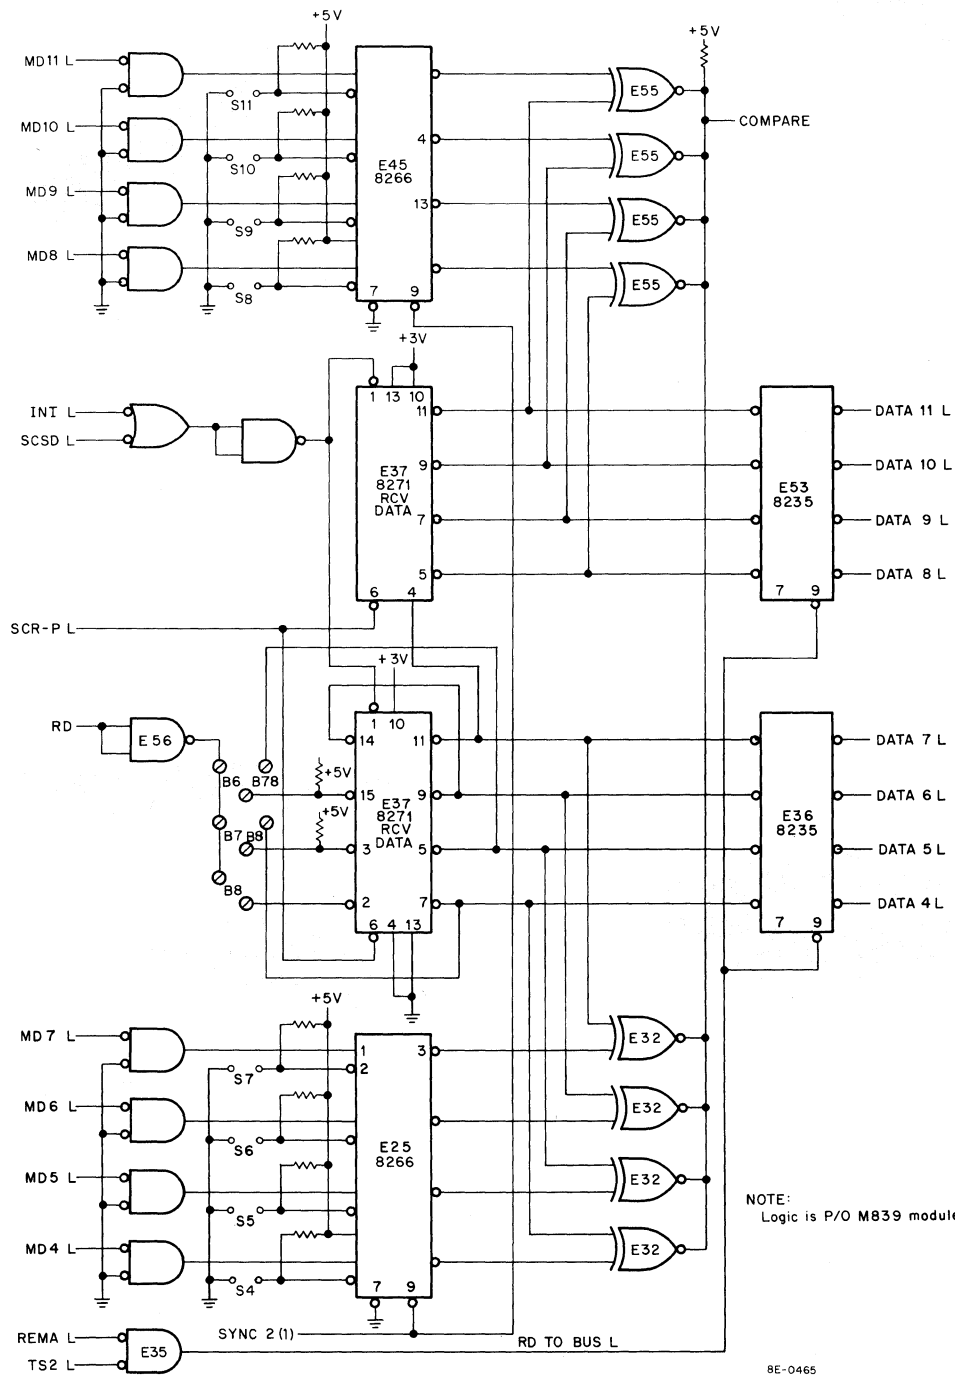 +5V
+5V
MD11 L
S11
E55
COMPARE
MD10 L
S10
4
E55
E45
8266
MD9 L
S9
13
E55
MD8 L
S8
E55
7 9
+3V
INT L
SCSD L
1 13 10
11
DATA 11 L
9
DATA 10 L
E37
8271
RCV
DATA
E53
8235
7
DATA 9 L
5
DATA 8 L
6 4
7 9
SCR-P L
+3V
RD
E56
1 10
14
11
DATA 7 L
B6
B78
+5V
15
9
DATA 6 L
E37
8271
RCV
DATA
E36
8235
+5V
B7
B8
3
5
DATA 5 L
B8
2
7
DATA 4 L
6 4 13
7 9
+5V
MD7 L
1
3
E32
S7
2
MD6 L
S6
E32
E25
8266
MD5 L
S5
E32
NOTE:
Logic is P/O M839 module
MD4 L
S4
E32
7 9
SYNC 2(1)
RD TO BUS L
REMA L
TS2 L
E35
8E-0465